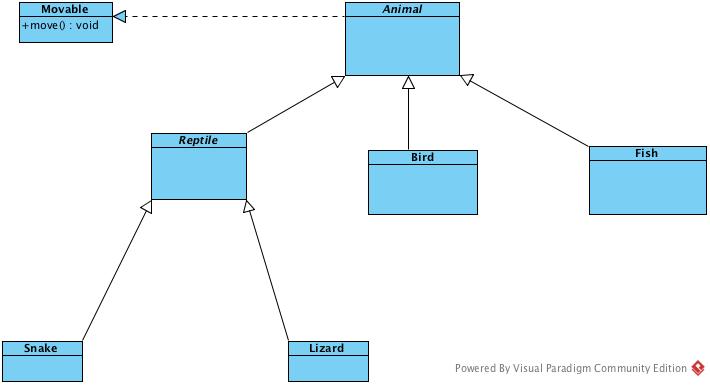 Movable
+move() : void
Animal
Reptile
Bird
Fish
Snake
Lizard
Powered By Visual Paradigm Community Edition